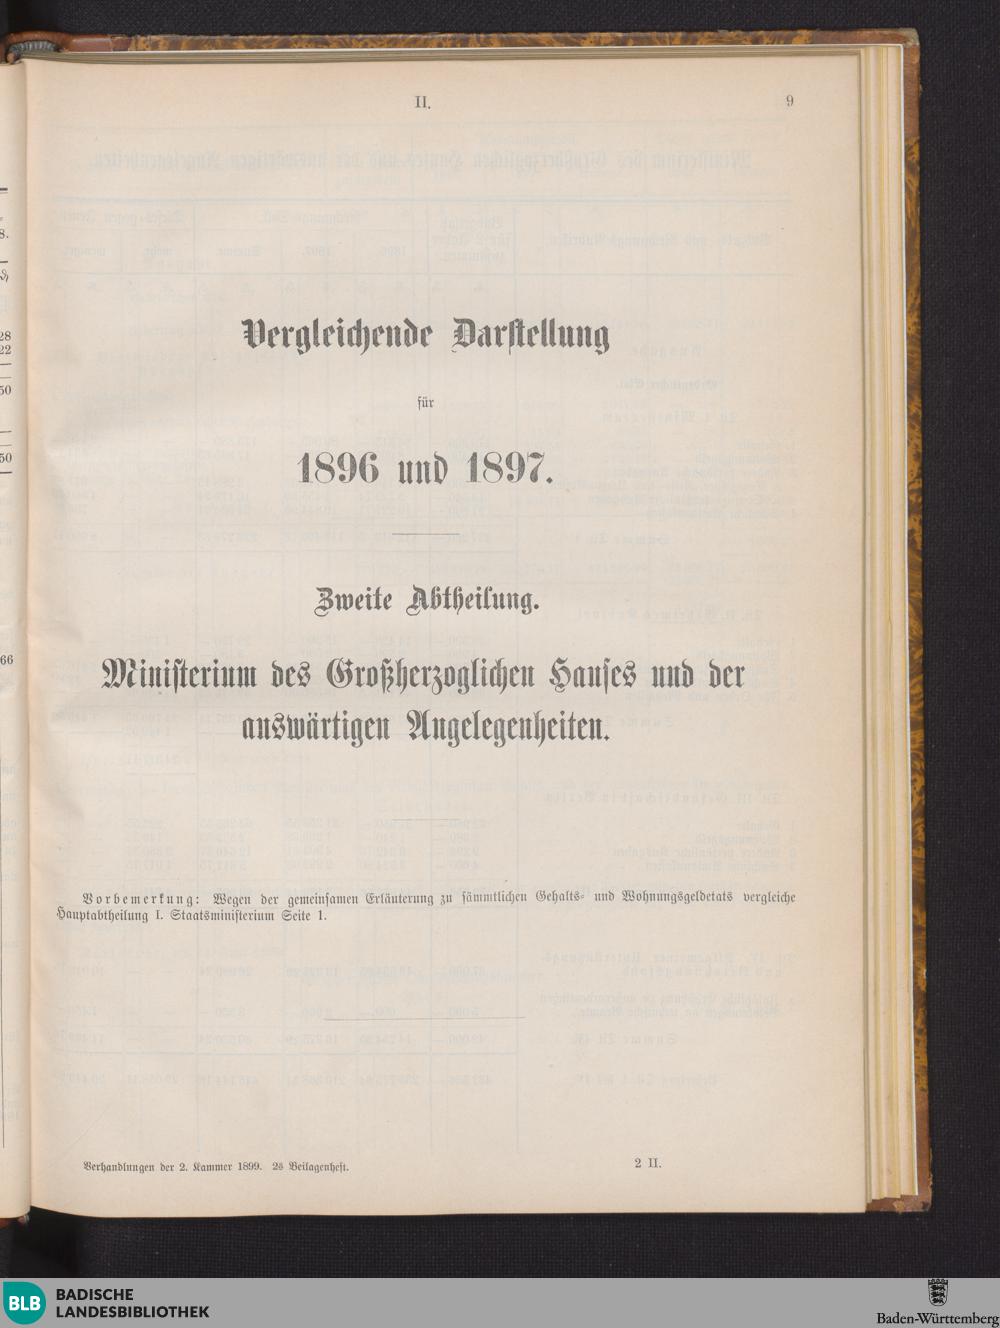 II.
9
Vergleichende Darstellung
für
1896 und 1897.
Zweite Abtheilung.
Ministerium des Großherzoglichen Hauses und der
auswärtigen Angelegenheiten.
Vorbemerkung: Wegen der gemeinsamen Erläuterung zu sämmtlichen Gehalts- und Wohnungsgeldetats vergleiche
Hauptabtheilung I. Staatsministerium Seite 1.
Verhandlungen der 2. Kammer 1899. 2s Beilagenheft.
2 II.
BLB BADISCHE
LANDESBIBLIOTHEK
Baden-Württemberg